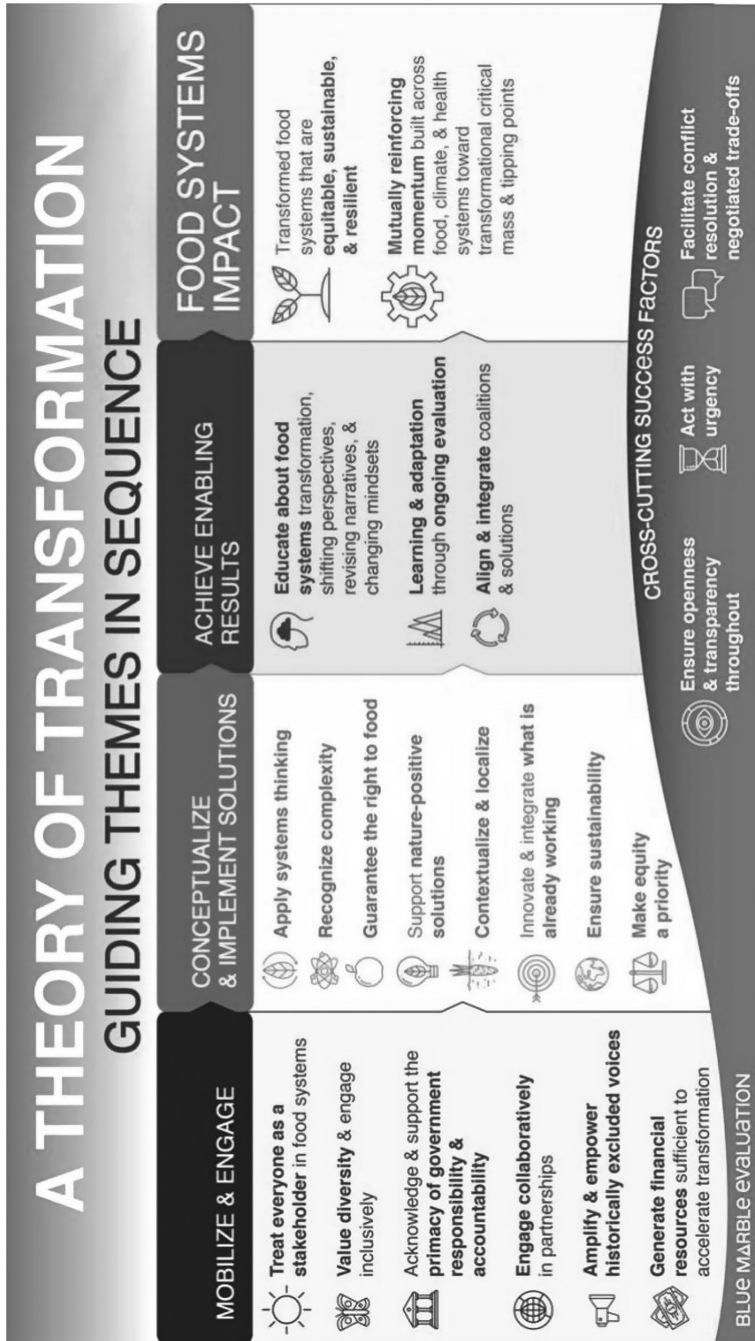 A THEORY OF TRANSFORMATION
GUIDING THEMES IN SEQUENCE
MOBILIZE & ENGAGE
Treat everyone as a
stakeholder in food systems
Value diversity & engage
inclusively
Acknowledge & support the
primacy of government
responsibility &
accountability
Engage collaboratively
in partnerships
Amplify & empower
historically excluded voices
Generate financial
resources sufficient to
accelerate transformation
CONCEPTUALIZE
& IMPLEMENT SOLUTIONS
Apply systems thinking
Recognize complexity
Guarantee the right to food
Support nature-positive
solutions
Contextualize & localize
Innovate & integrate what is
already working
Ensure sustainability
Make equity
a priority
ACHIEVE ENABLING
RESULTS
Educate about food
systems transformation,
shifting perspectives,
revising narratives, &
changing mindsets
Learning & adaptation
through ongoing evaluation
Align & integrate coalitions
& solutions
FOOD SYSTEMS
IMPACT
Transformed food
systems that are
equitable, sustainable,
& resilient
Mutually reinforcing
momentum built across
food, climate, & health
systems toward
transformational critical
mass & tipping points
CROSS-CUTTING SUCCESS FACTORS
Ensure openness
& transparency
throughout
Act with
urgency
Facilitate conflict
resolution &
negotiated trade-offs
BLUE MARBLE EVALUATION